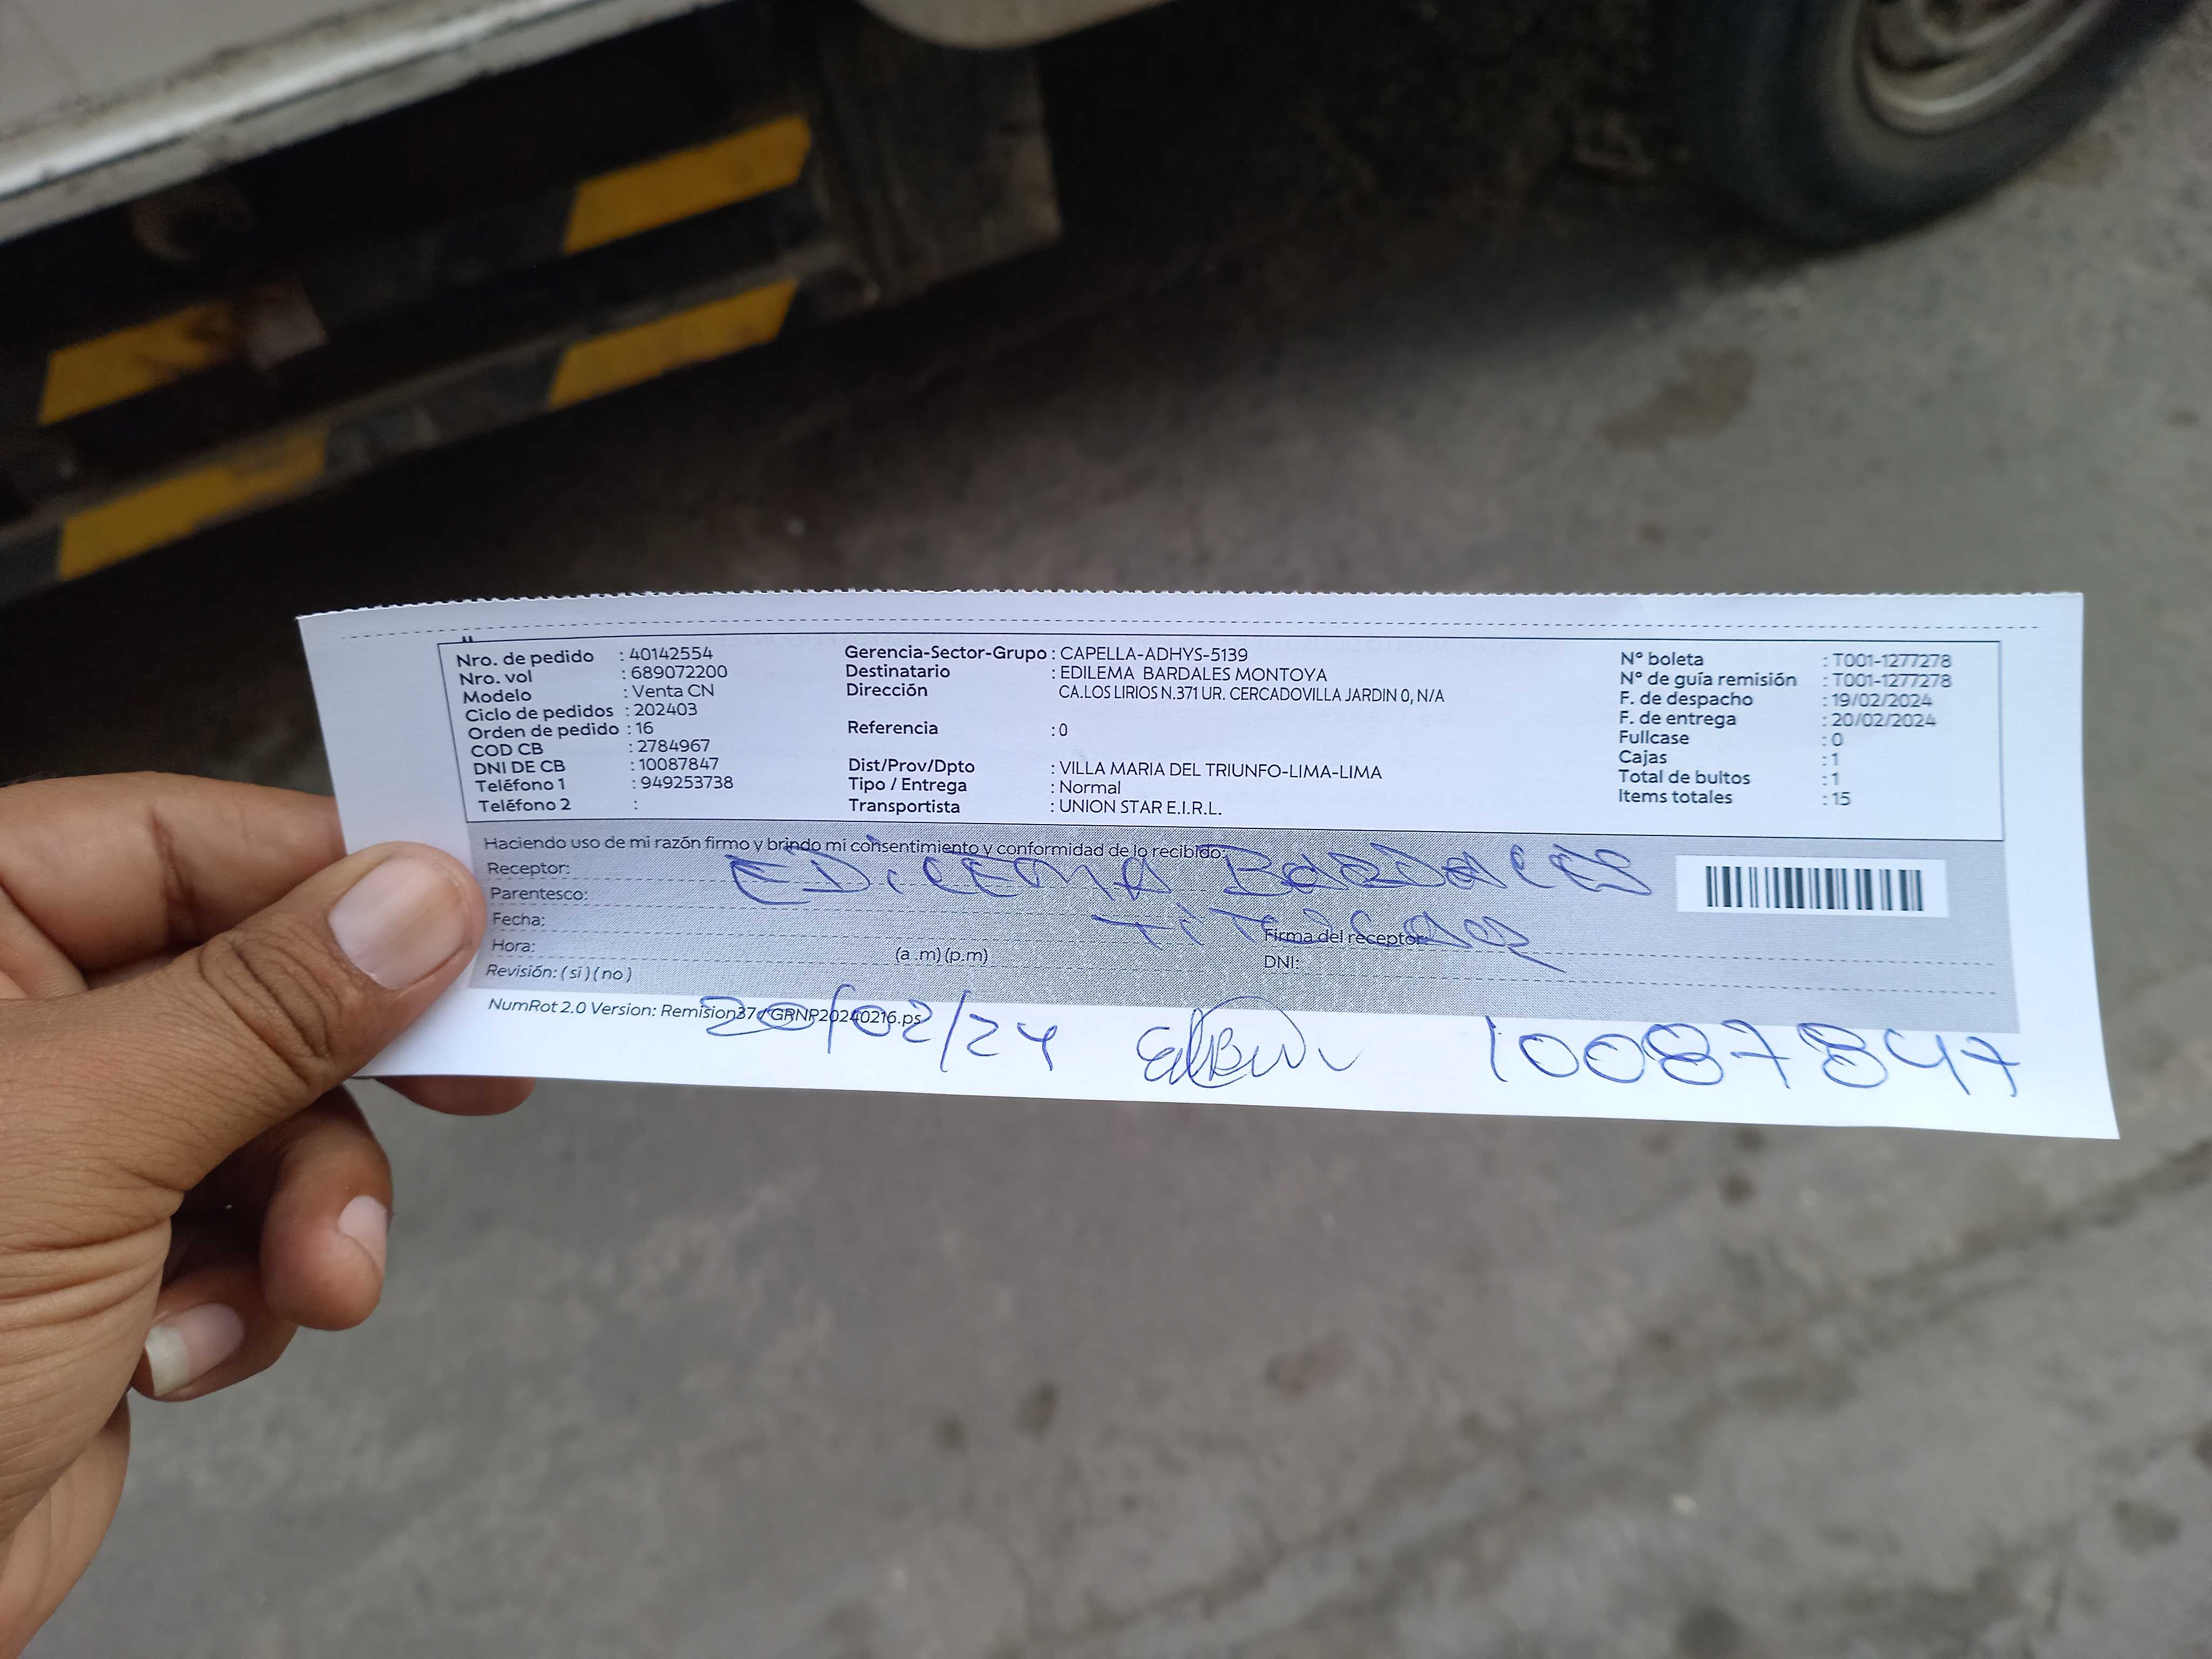 Nro. de pedido : 40142554
Nro. vol : 689072200
Modelo : Venta CN
Ciclo de pedidos : 202403
Orden de pedido : 16
COD CB : 2784967
DNI DE CB : 10087847
Teléfono 1 : 949253738
Teléfono 2 :
Gerencia-Sector-Grupo : CAPELLA-ADHYS-5139
Destinatario : EDILEMA BARDALES MONTOYA
Dirección CA.LOS LIRIOS N.371 UR. CERCADOVILLA JARDIN 0, N/A
Referencia : 0
Dist/Prov/Dpto : VILLA MARIA DEL TRIUNFO-LIMA-LIMA
Tipo / Entrega : Normal
Transportista : UNION STAR E.I.R.L.
N° boleta : T001-1277278
N° de guía remisión : T001-1277278
F. de despacho : 19/02/2024
F. de entrega : 20/02/2024
Fullcase : 0
Cajas : 1
Total de bultos : 1
Items totales : 15
Haciendo uso de mi razón firmo y brindo mi consentimiento y conformidad de lo recibido:
Receptor: EDiLEMA BARDALES
Parentesco:
Fecha: Firma del receptor:
Hora: (a .m) (p.m) DNI:
Revisión: ( si ) ( no )
NumRot 2.0 Version: Remision37c/GRNP20240216.ps
20/02/24 10087847